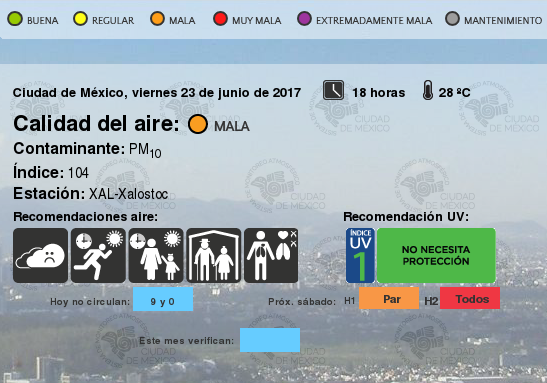 BUENA REGULAR MALA MUY MALA EXTREMADAMENTE MALA MANTENIMIENTO
Ciudad de México, viernes 23 de junio de 2017 18 horas 28 ºC
Calidad del aire: MALA
Contaminante: PM10
Índice: 104
Estación: XAL-Xalostoc
Recomendaciones aire: Recomendación UV:
ÍNDICE
UV
1
NO NECESITA
PROTECCIÓN
Hoy no circulan: 9 y 0 Próx. sábado: H1 Par H2 Todos
Este mes verifican:
CIUDAD
DE MÉXICO